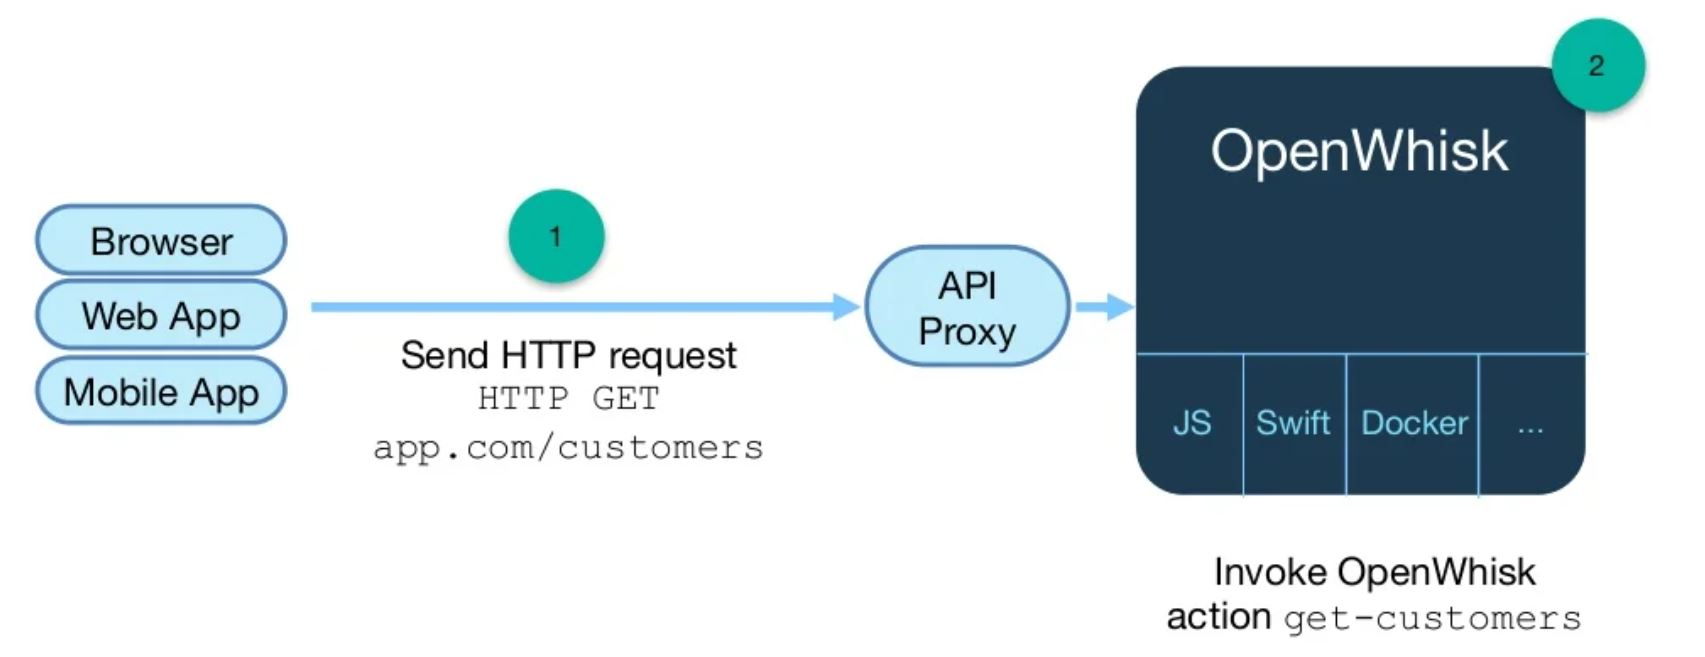 Browser
Web App
Mobile App
1
Send HTTP request
HTTP GET
app.com/customers
API
Proxy
2
OpenWhisk
JS
Swift
Docker
...
Invoke OpenWhisk
action get-customers